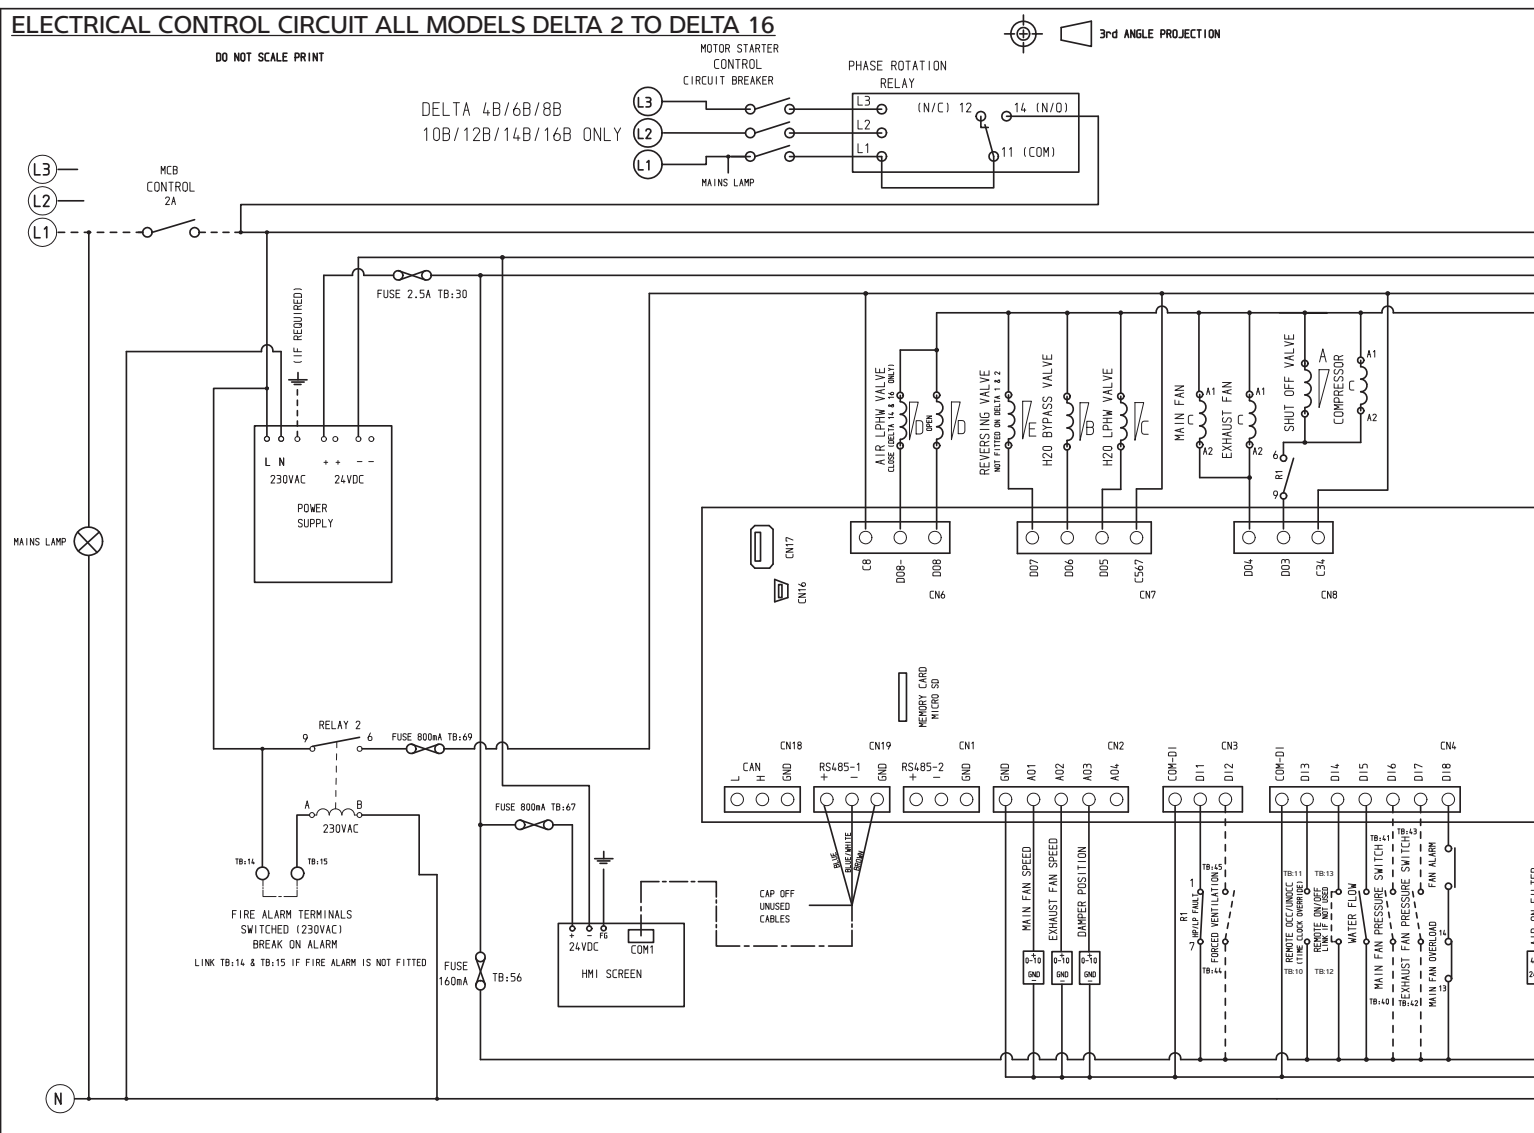 ELECTRICAL CONTROL CIRCUIT ALL MODELS DELTA 2 TO DELTA 16
DO NOT SCALE PRINT
3rd ANGLE PROJECTION
MOTOR STARTER
CONTROL
CIRCUIT BREAKER
PHASE ROTATION
RELAY
DELTA 4B/6B/8B
10B/12B/14B/16B ONLY
L3
L2
L1
L3
L2
L1
(N/C) 12
14 (N/O)
11 (COM)
MAINS LAMP
L3
L2
L1
MCB
CONTROL
2A
FUSE 2.5A TB:30
(IF REQUIRED)
L N
+ +
- -
230VAC
24VDC
POWER
SUPPLY
MAINS LAMP
AIR LPHW VALVE
CLOSE (DELTA 14 & 16 ONLY)
D
OPEN
D
REVERSING VALVE
NOT FITTED ON DELTA 1 & 2
E
H2O BYPASS VALVE
B
H2O LPHW VALVE
C
MAIN FAN
C
A1
A2
EXHAUST FAN
C
A1
A2
SHUT OFF VALVE
A
COMPRESSOR
C
A1
A2
6
R1
9
CN17
CN16
C8
D08-
D08
CN6
D07
D06
D05
C567
CN7
D04
D03
C34
CN8
MEMORY CARD
MICRO SD
RELAY 2
9
6
FUSE 800mA TB:69
A
B
230VAC
TB:14
TB:15
FIRE ALARM TERMINALS
SWITCHED (230VAC)
BREAK ON ALARM
LINK TB:14 & TB:15 IF FIRE ALARM IS NOT FITTED
FUSE 800mA TB:67
FUSE
160mA
TB:56
+
-
FG
24VDC
COM1
HMI SCREEN
CN18
CAN
L
H
GND
CN19
RS485-1
+
-
GND
CN1
RS485-2
+
-
GND
CN2
GND
A01
A02
A03
A04
CN3
COM-DI
DI1
DI2
CN4
COM-DI
DI3
DI4
DI5
DI6
DI7
DI8
BLUE
BLUE/WHITE
BROWN
CAP OFF
UNUSED
CABLES
MAIN FAN SPEED
EXHAUST FAN SPEED
DAMPER POSITION
+
0-10
GND
-
+
0-10
GND
-
+
0-10
GND
-
1
R1
7
HP/LP FAULT
TB:45
FORCED VENTILATION
TB:44
TB:11
REMOTE OCC/UNOCC
(TIME CLOCK OVERRIDE)
TB:10
TB:13
REMOTE ON/OFF
LINK IF NOT USED
TB:12
WATER FLOW
TB:41
MAIN FAN PRESSURE SWITCH
TB:40
TB:43
EXHAUST FAN PRESSURE SWITCH
TB:42
FAN ALARM
MAIN FAN OVERLOAD
14
13
N